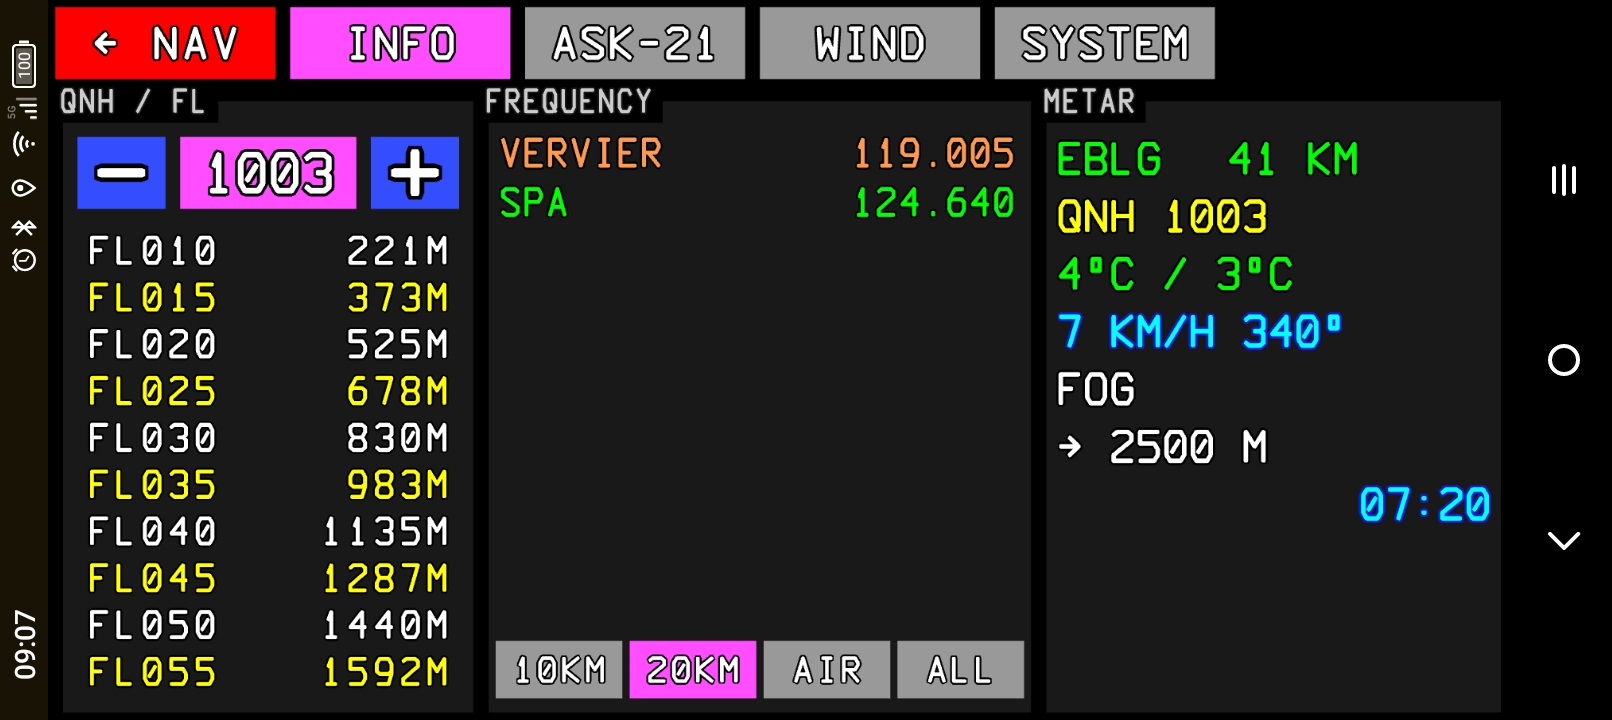 ← NAV INFO ASK-21 WIND SYSTEM
QNH / FL
− 1003 +
FL010 221M
FL015 373M
FL020 525M
FL025 678M
FL030 830M
FL035 983M
FL040 1135M
FL045 1287M
FL050 1440M
FL055 1592M
FREQUENCY
VERVIER 119.005
SPA 124.640
10KM 20KM AIR ALL
METAR
EBLG 41 KM
QNH 1003
4°C / 3°C
7 KM/H 340°
FOG
→ 2500 M
07:20
100
5G
09:07